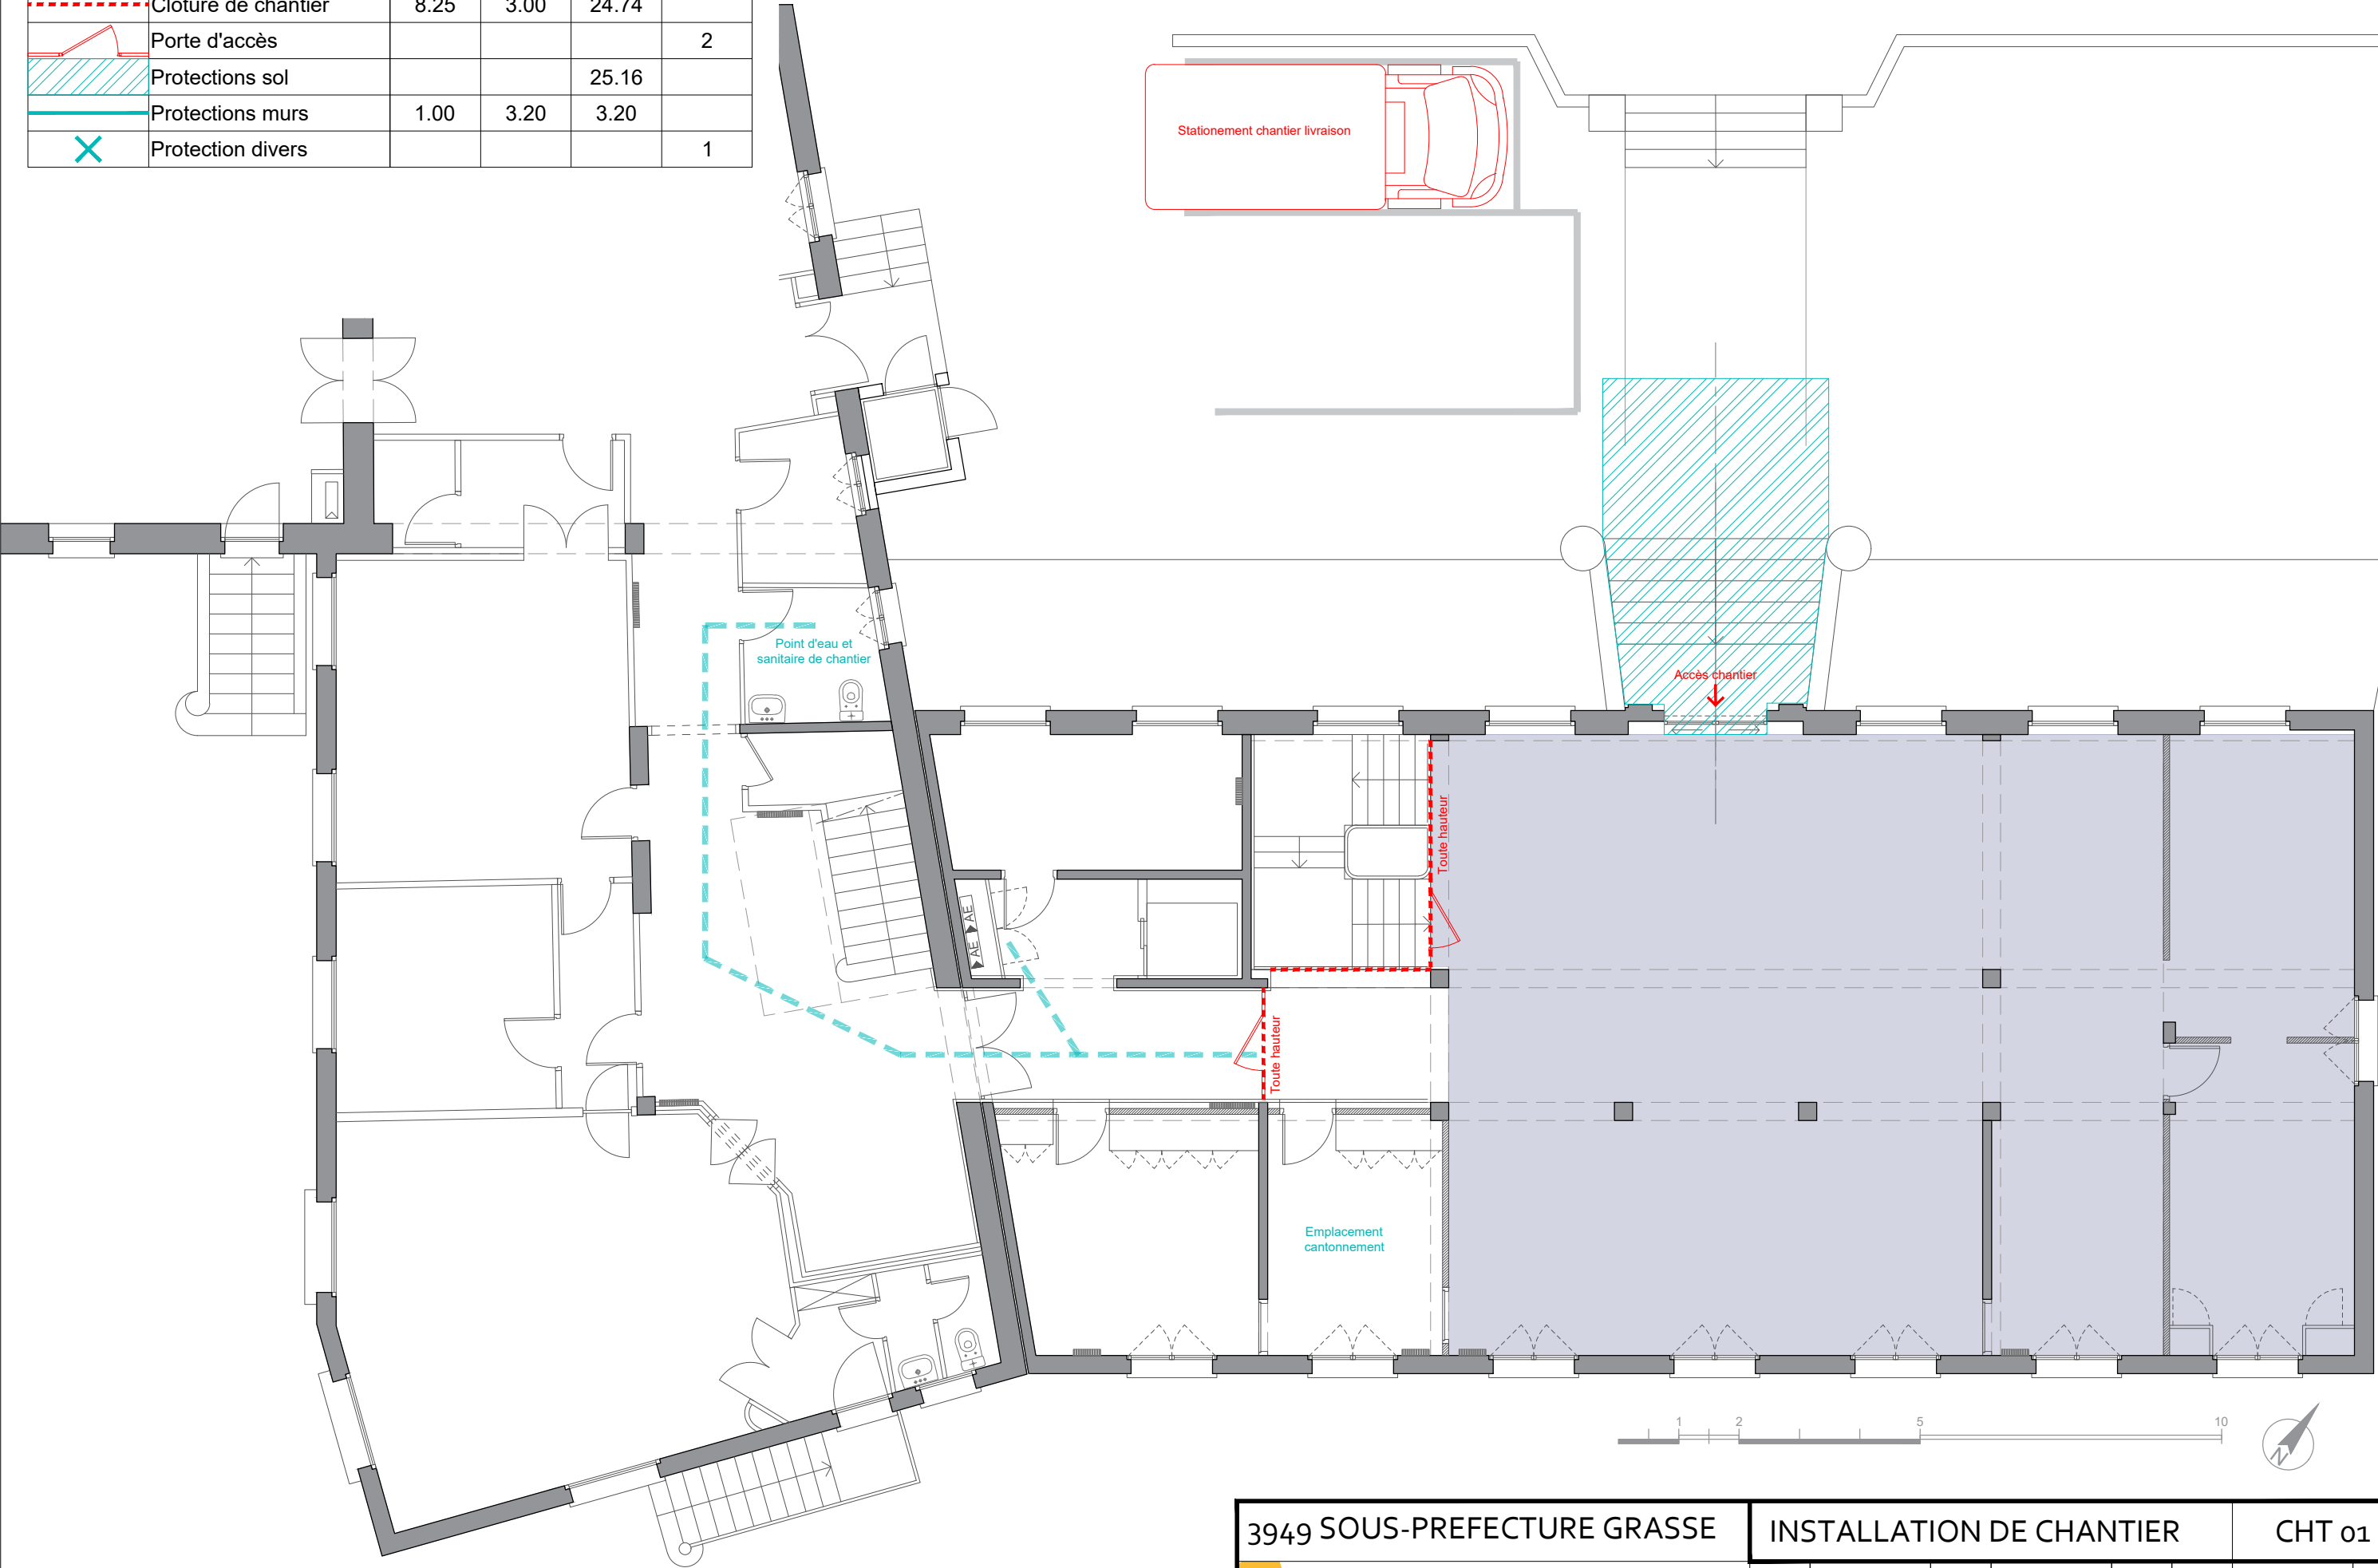 Clôture de chantier 8.25 3.00 24.74
Porte d'accès 2
Protections sol 25.16
Protections murs 1.00 3.20 3.20
Protection divers 1
Stationement chantier livraison
Point d'eau et
sanitaire de chantier
Accès chantier
Toute hauteur
AE AE
Toute hauteur
Emplacement
cantonnement
1 2 5 10
N
3949 SOUS-PREFECTURE GRASSE INSTALLATION DE CHANTIER CHT 01